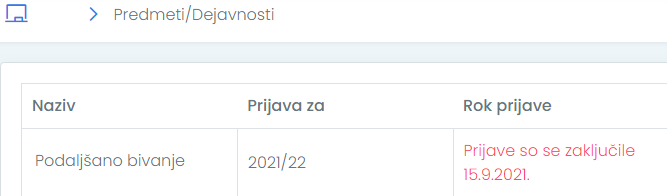 Predmeti/Dejavnosti
Naziv Prijava za Rok prijave
Podaljšano bivanje 2021/22 Prijave so se zaključile
15.9.2021.